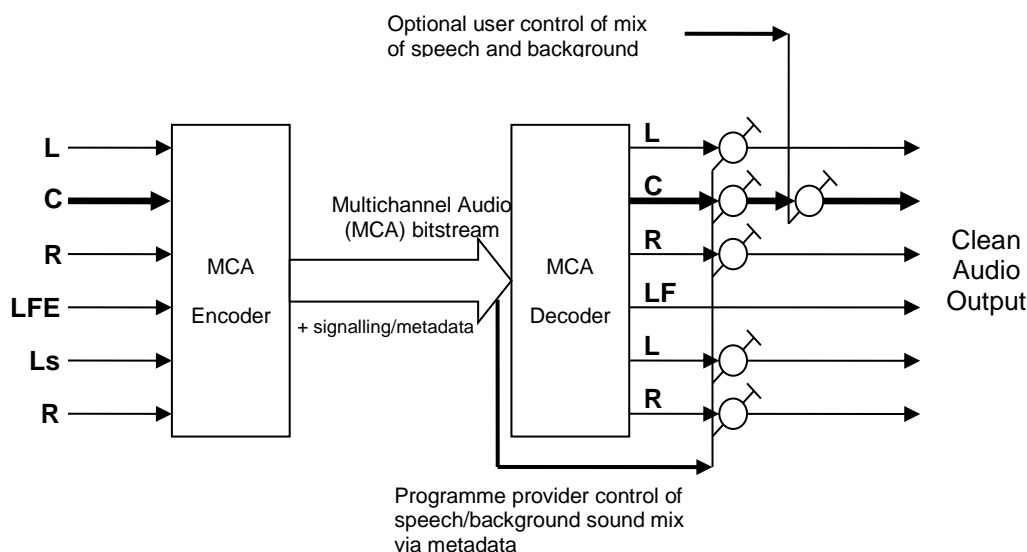 Optional user control of mix
of speech and background
L
C
R
LFE
Ls
R
MCA
Encoder
Multichannel Audio
(MCA) bitstream
+ signalling/metadata
MCA
Decoder
L
C
R
LF
L
R
Clean
Audio
Output
Programme provider control of
speech/background sound mix
via metadata